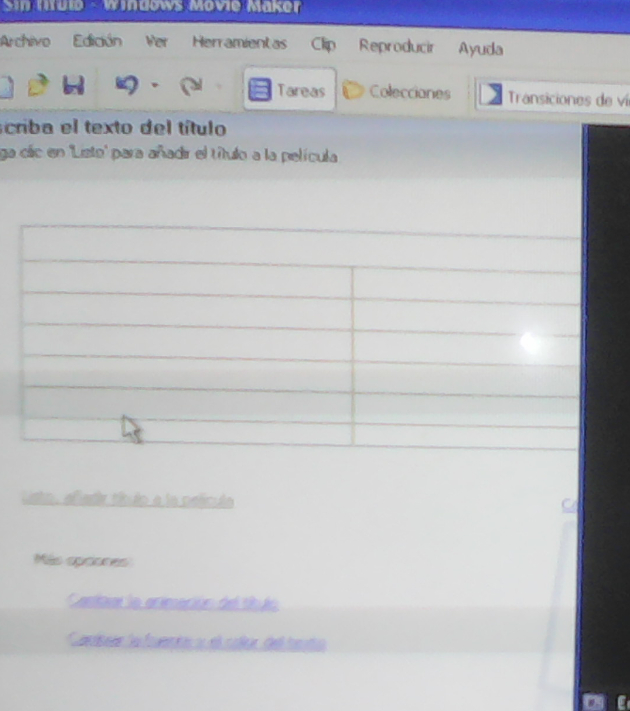 Sin título - Windows Movie Maker
Archivo Edición Ver Herramientas Clip Reproducir Ayuda
Tareas Colecciones Transiciones de ví
scriba el texto del título
ga clic en 'Listo' para añadir el título a la película
Listo, añadir título a la película
Más opciones:
Cambiar la animación del título
Cambiar la fuente y el color del texto